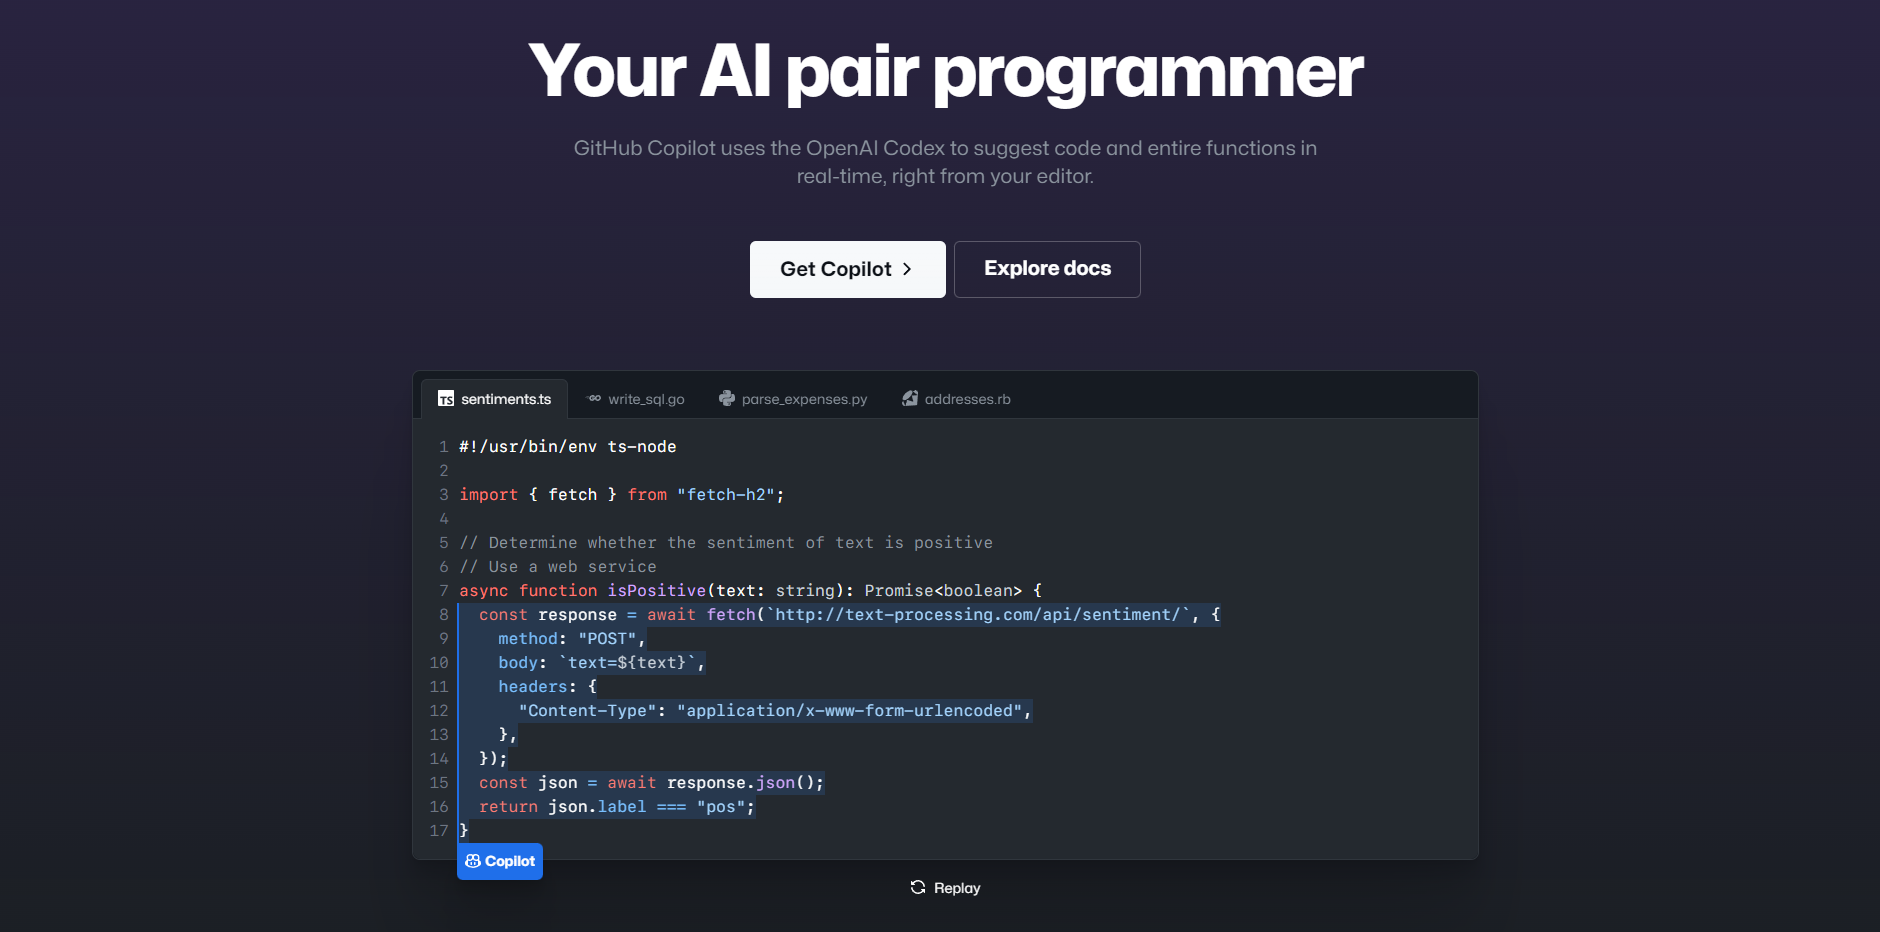 Your AI pair programmer
GitHub Copilot uses the OpenAI Codex to suggest code and entire functions in
real-time, right from your editor.
Get Copilot
Explore docs
TS sentiments.ts
GO write_sql.go
parse_expenses.py
addresses.rb
1 #!/usr/bin/env ts-node
2
3 import { fetch } from "fetch-h2";
4
5 // Determine whether the sentiment of text is positive
6 // Use a web service
7 async function isPositive(text: string): Promise<boolean> {
8   const response = await fetch(`http://text-processing.com/api/sentiment/`, {
9     method: "POST",
10     body: `text=${text}`,
11     headers: {
12       "Content-Type": "application/x-www-form-urlencoded",
13     },
14   });
15   const json = await response.json();
16   return json.label === "pos";
17 }
Copilot
Replay